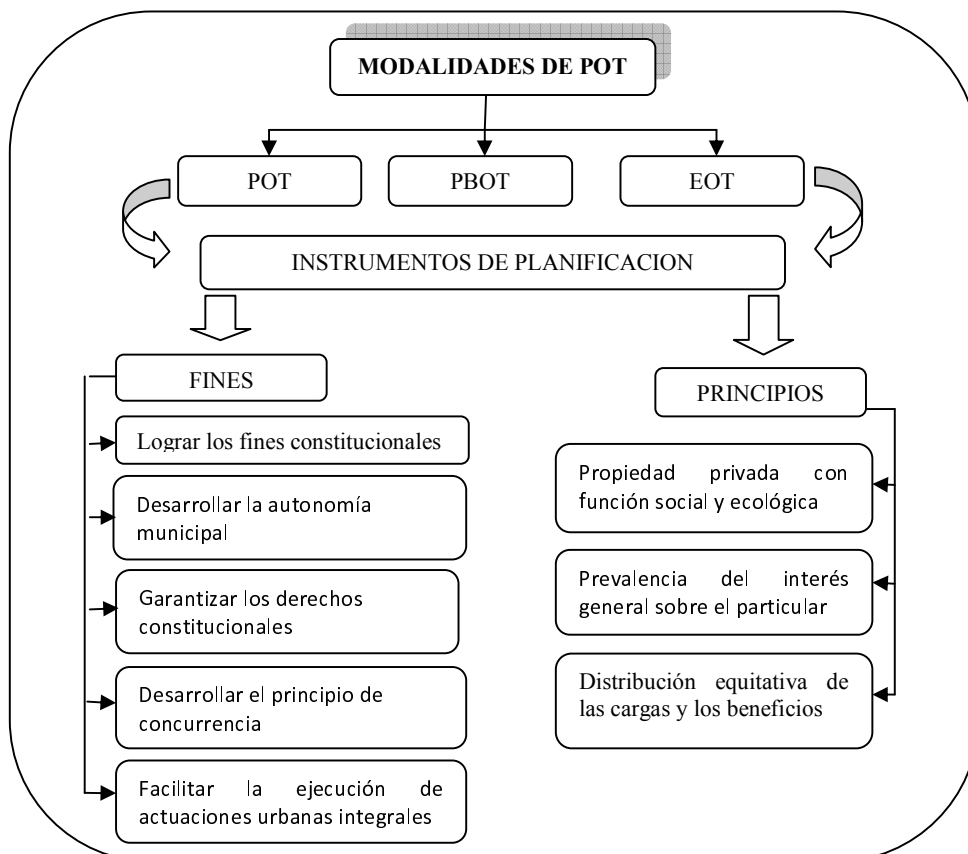 MODALIDADES DE POT
POT
PBOT
EOT
INSTRUMENTOS DE PLANIFICACION
FINES
Lograr los fines constitucionales
Desarrollar la autonomía
municipal
Garantizar los derechos
constitucionales
Desarrollar el principio de
concurrencia
Facilitar la ejecución de
actuaciones urbanas integrales
PRINCIPIOS
Propiedad privada con
función social y ecológica
Prevalencia del interés
general sobre el particular
Distribución equitativa de
las cargas y los beneficios